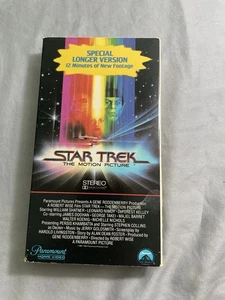 SPECIAL
LONGER VERSION
12 Minutes of New Footage
STAR TREK
THE MOTION PICTURE
STEREO
Paramount Pictures Presents A GENE RODDENBERRY Production
A ROBERT WISE Film STAR TREK—THE MOTION PICTURE
Starring WILLIAM SHATNER • LEONARD NIMOY • DeFOREST KELLEY
Co-starring JAMES DOOHAN • GEORGE TAKEI • MAJEL BARRETT
WALTER KOENIG • NICHELLE NICHOLS
Presenting PERSIS KHAMBATTA and Starring STEPHEN COLLINS
as Decker • Music by JERRY GOLDSMITH • Screenplay by
HAROLD LIVINGSTON • Story by ALAN DEAN FOSTER • Produced by
GENE RODDENBERRY • Directed by ROBERT WISE
A PARAMOUNT PICTURE
Paramount
HOME VIDEO